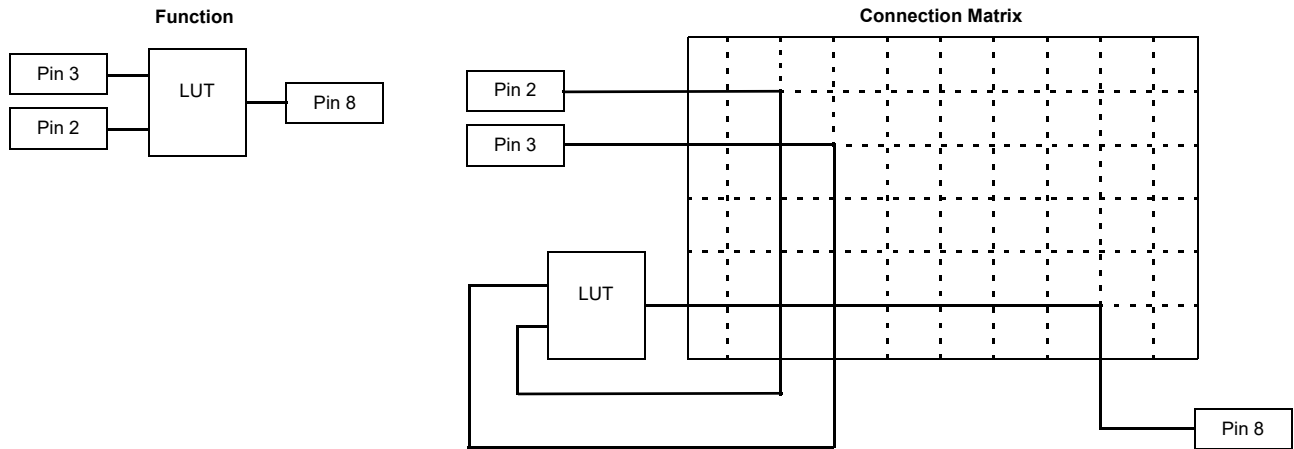 Function
Pin 3
LUT
Pin 8
Pin 2
Connection Matrix
Pin 2
Pin 3
LUT
Pin 8